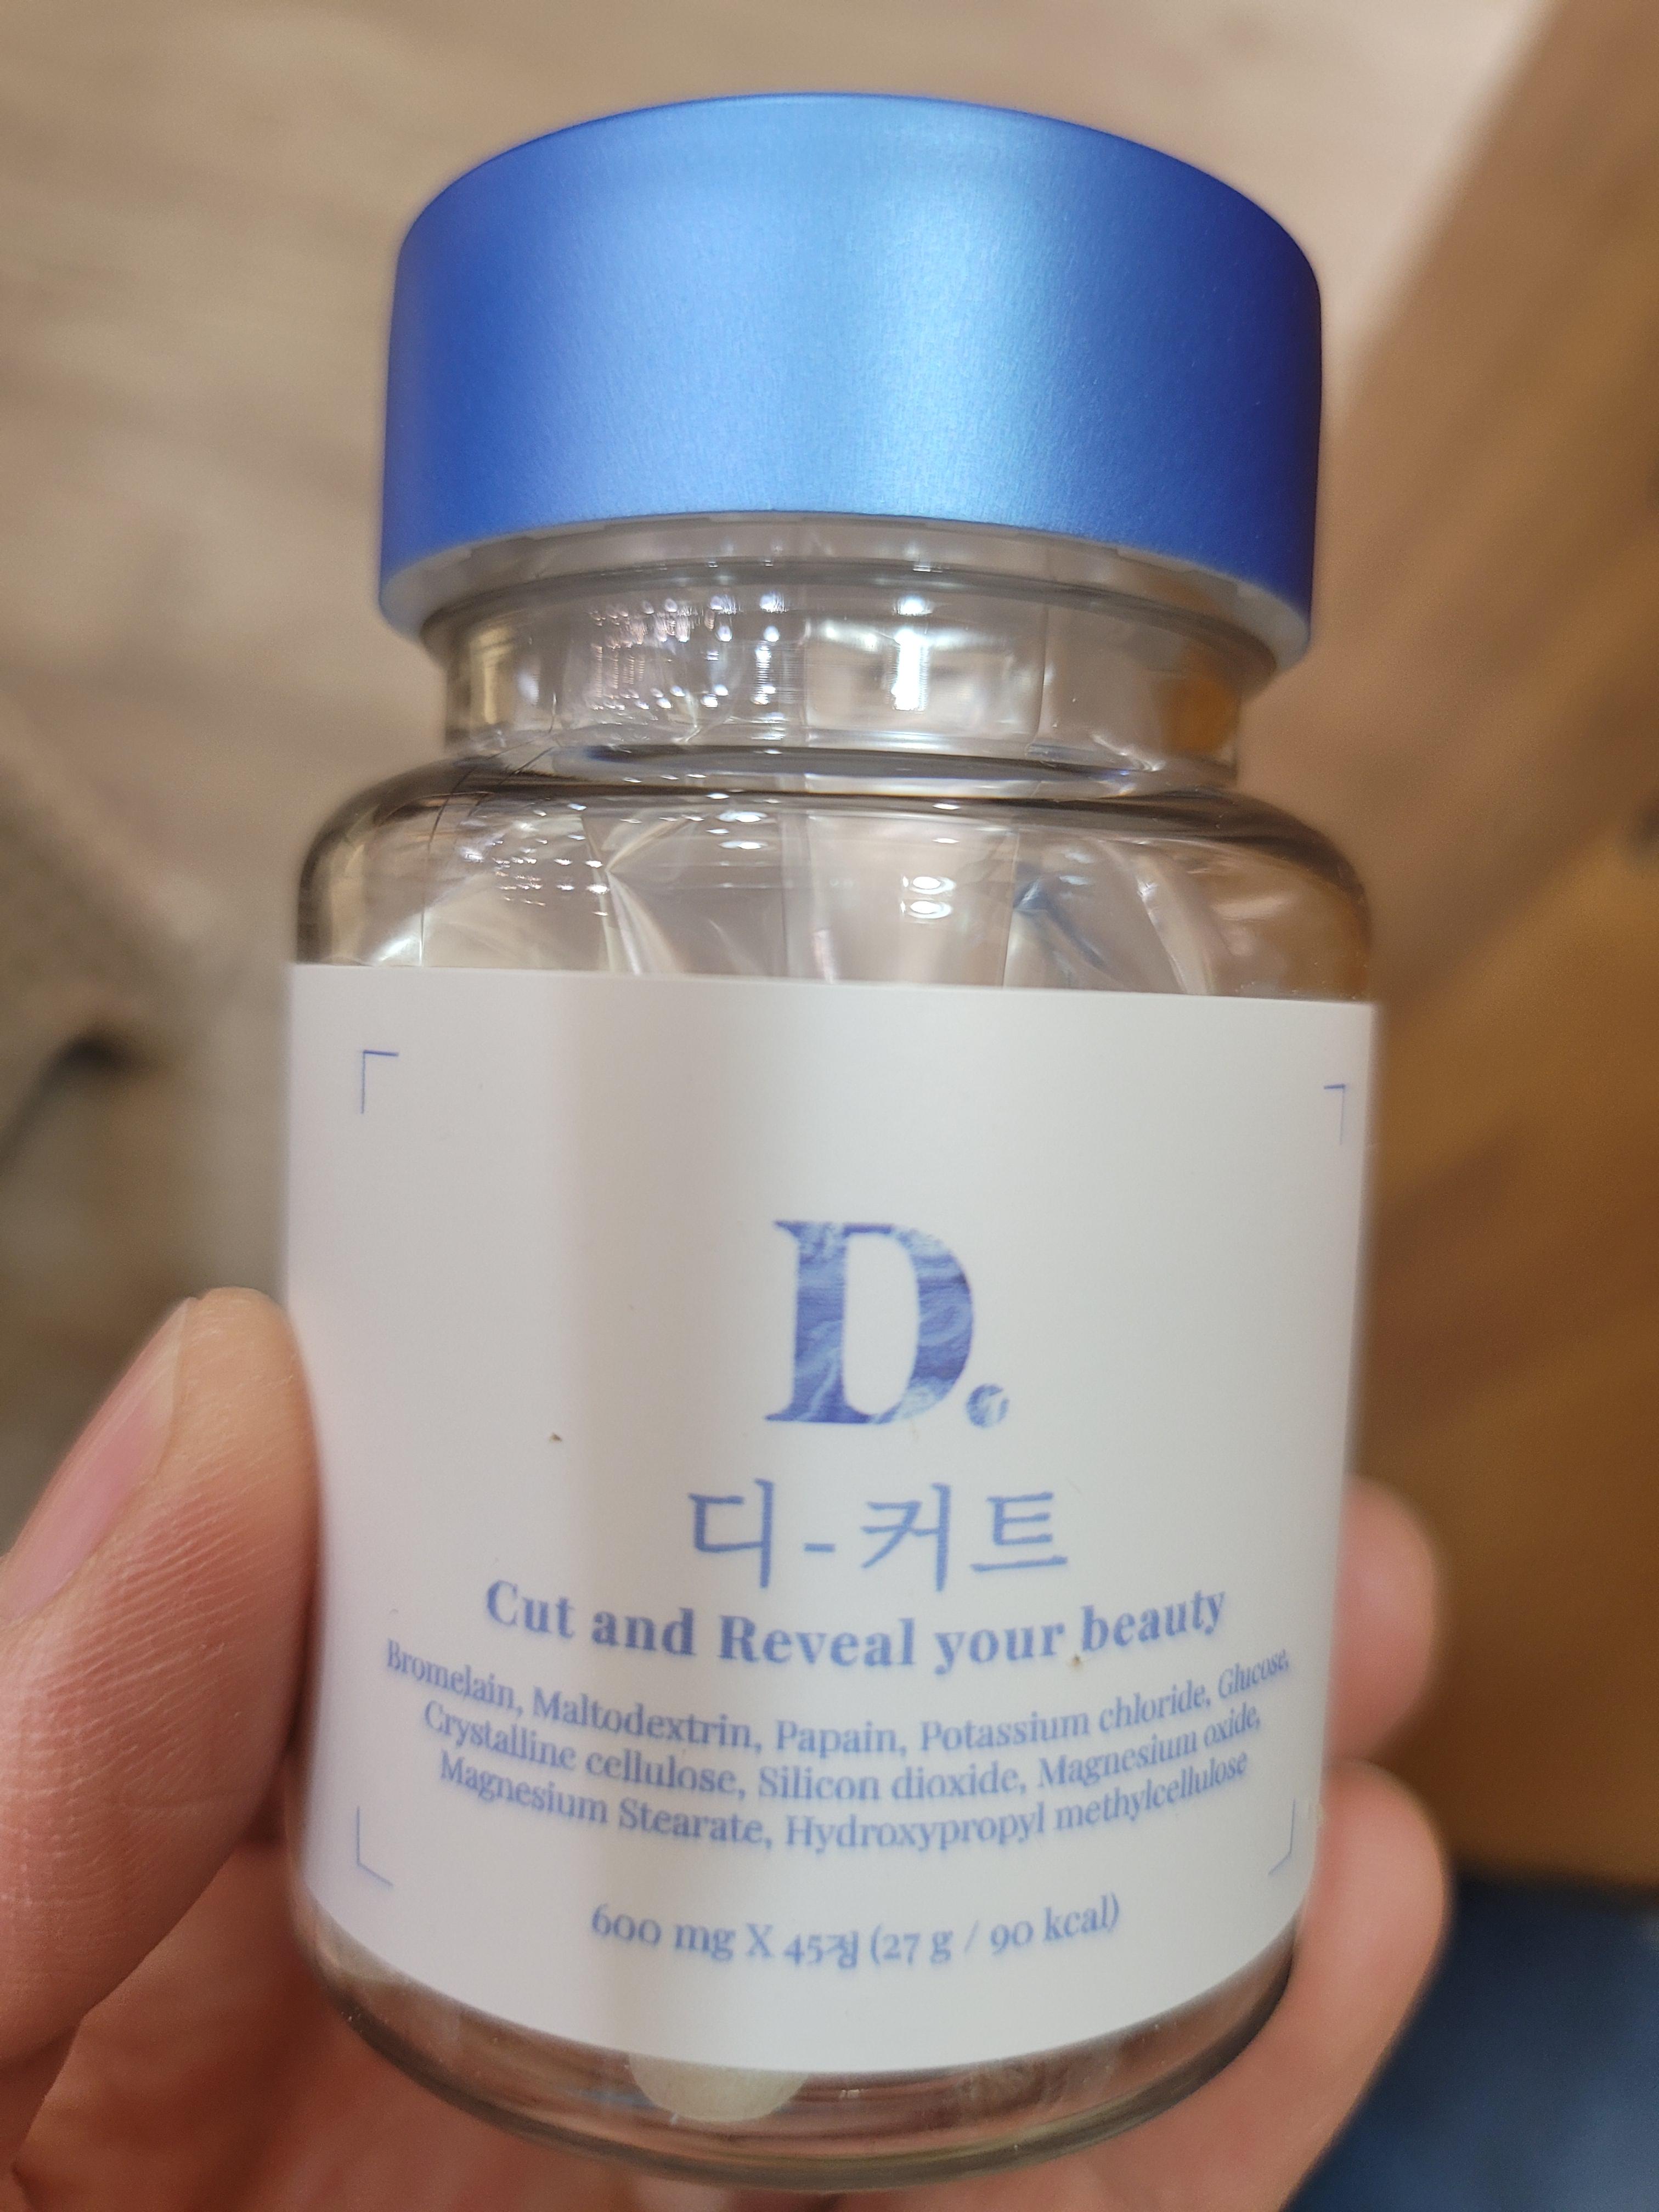 D.
디-커트
Cut and Reveal your beauty
Bromelain, Maltodextrin, Papain, Potassium chloride, Glucose,
Crystalline cellulose, Silicon dioxide, Magnesium oxide,
Magnesium Stearate, Hydroxypropyl methylcellulose
600 mg X 45정 (27 g / 90 kcal)